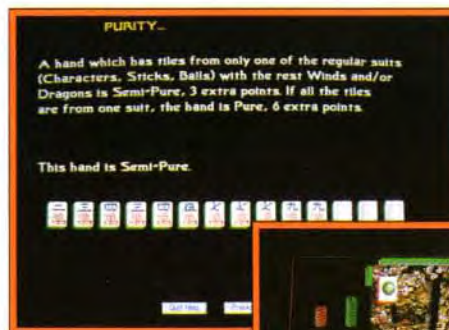 PURITY...
A hand which has tiles from only one of the regular suits
(Characters, Sticks, Balls) with the rest Winds and/or
Dragons is Semi-Pure, 3 extra points. If all the tiles
are from one suit, the hand is Pure, 6 extra points.
This hand is Semi-Pure.
Quit Help